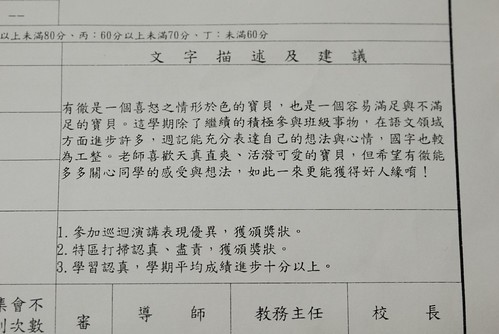 以上未滿80分、丙：60分以上未滿70分、丁：未滿60分
文字描述及建議
有微是一個喜怒之情形於色的寶貝，也是一個容易滿足與不滿
足的寶貝。這學期除了繼續的積極參與班級事物，在語文領域
方面進步許多，週記能充分表達自己的想法與心情，國字也較
為工整。老師喜歡天真直爽、活潑可愛的寶貝，但希望有微能
多多關心同學的感受與想法，如此一來更能獲得好人緣唷！
1.參加巡迴演講表現優異，獲頒獎狀。
2.特區打掃認真、盡責，獲頒獎狀。
3.學習認真，學期平均成績進步十分以上。
集會不
到次數
審
導師
教務主任
校長